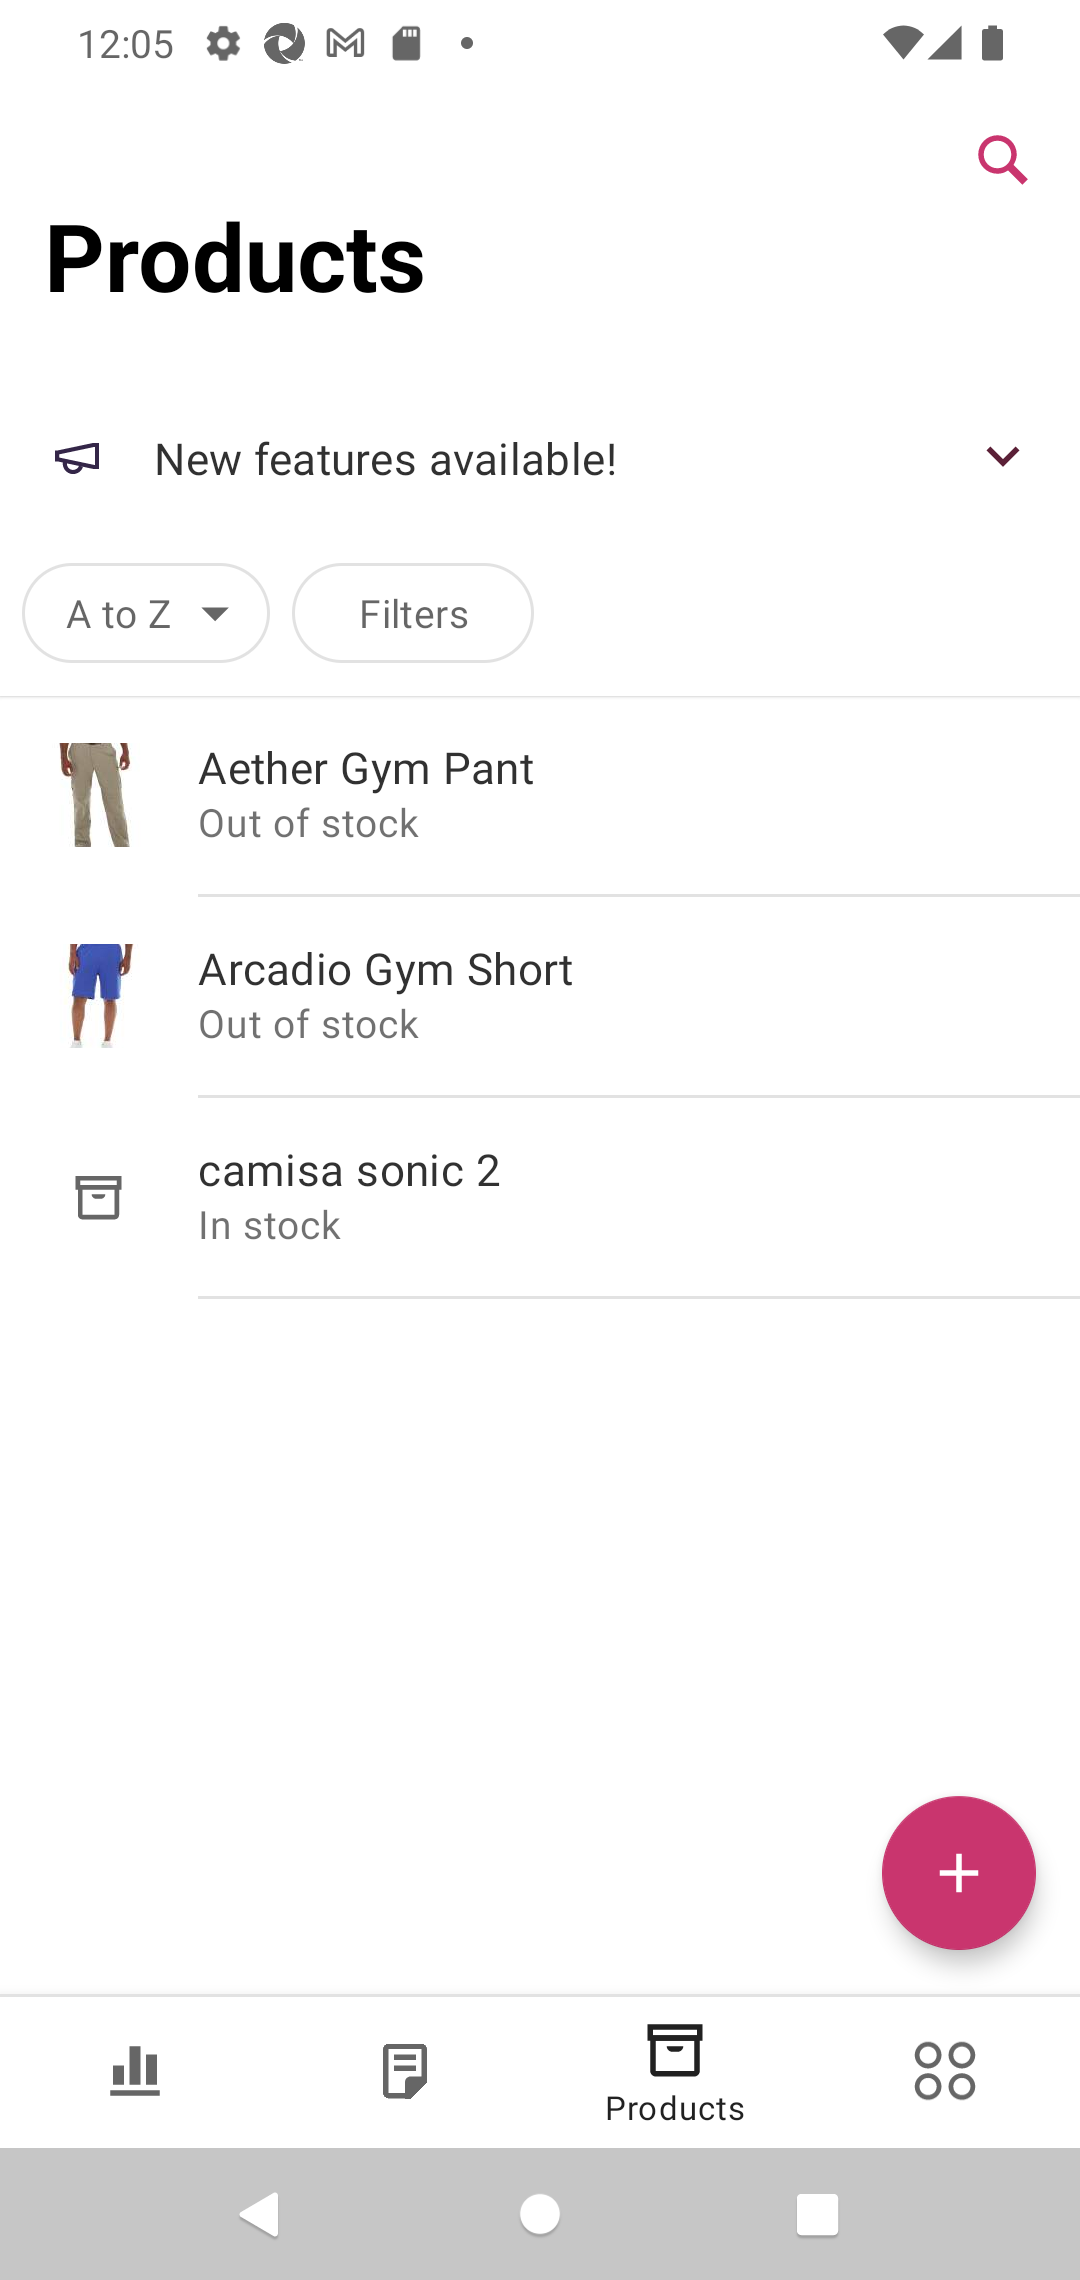 12:05
Products
New features available!
A to Z
Filters
Aether Gym Pant
Out of stock
Arcadio Gym Short
Out of stock
camisa sonic 2
In stock
Products